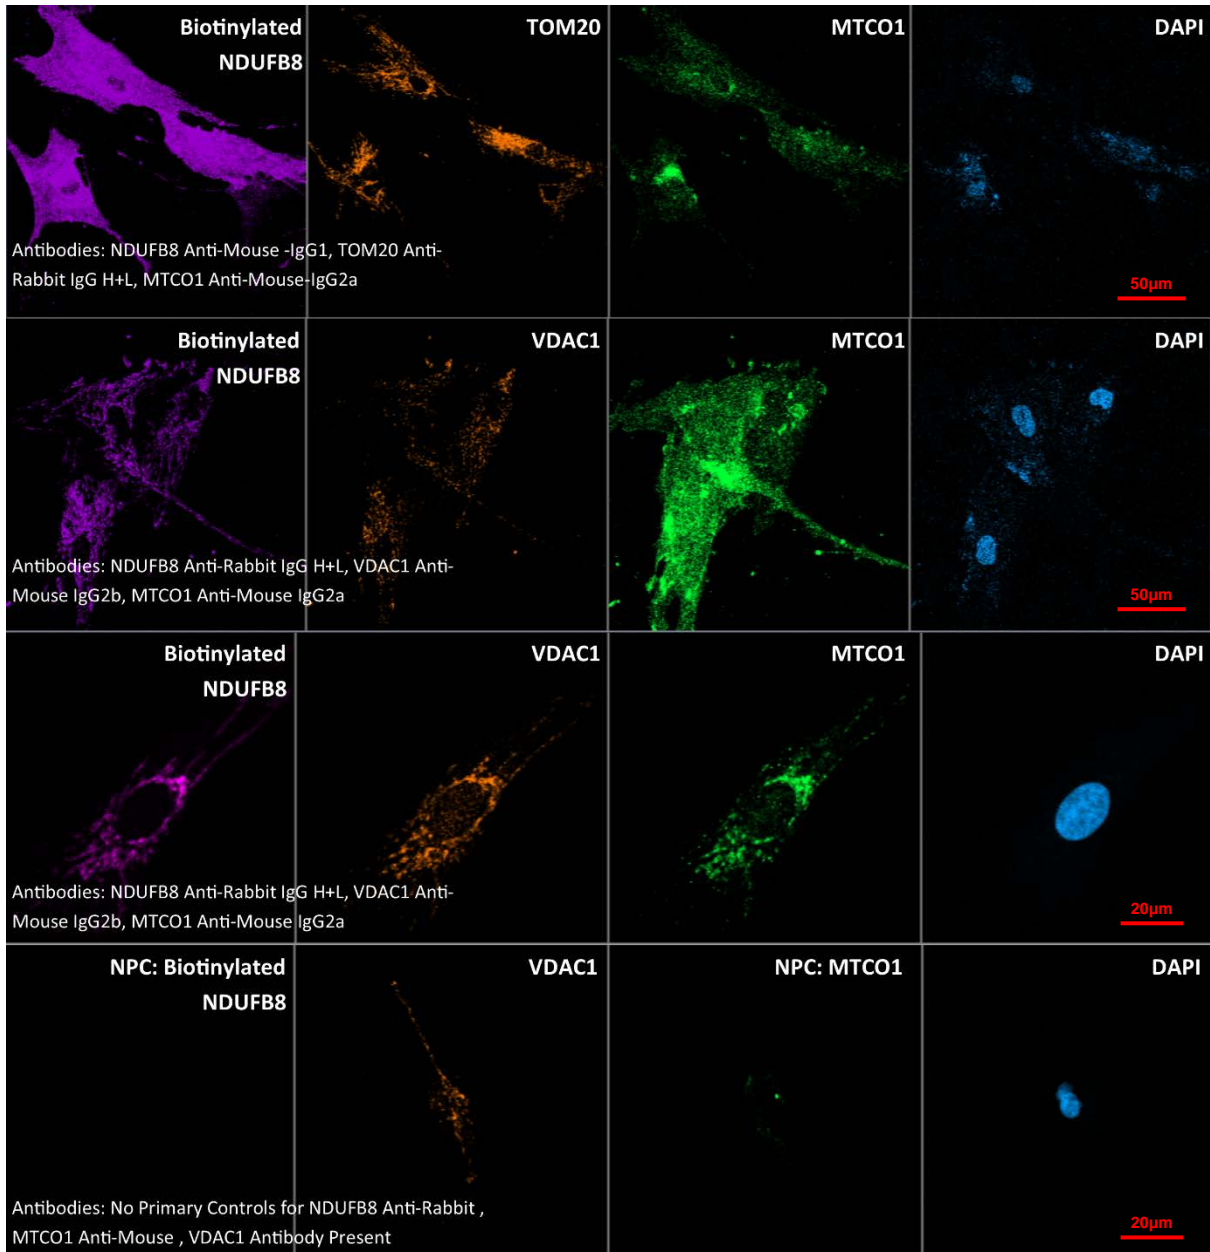 Biotinylated
NDUFB8
TOM20
MTCO1
DAPI
Antibodies: NDUFB8 Anti-Mouse -IgG1, TOM20 Anti-
Rabbit IgG H+L, MTCO1 Anti-Mouse-IgG2a
50µm
Biotinylated
NDUFB8
VDAC1
MTCO1
DAPI
Antibodies: NDUFB8 Anti-Rabbit IgG H+L, VDAC1 Anti-
Mouse IgG2b, MTCO1 Anti-Mouse IgG2a
50µm
Biotinylated
NDUFB8
VDAC1
MTCO1
DAPI
Antibodies: NDUFB8 Anti-Rabbit IgG H+L, VDAC1 Anti-
Mouse IgG2b, MTCO1 Anti-Mouse IgG2a
20µm
NPC: Biotinylated
NDUFB8
VDAC1
NPC: MTCO1
DAPI
Antibodies: No Primary Controls for NDUFB8 Anti-Rabbit ,
MTCO1 Anti-Mouse , VDAC1 Antibody Present
20µm